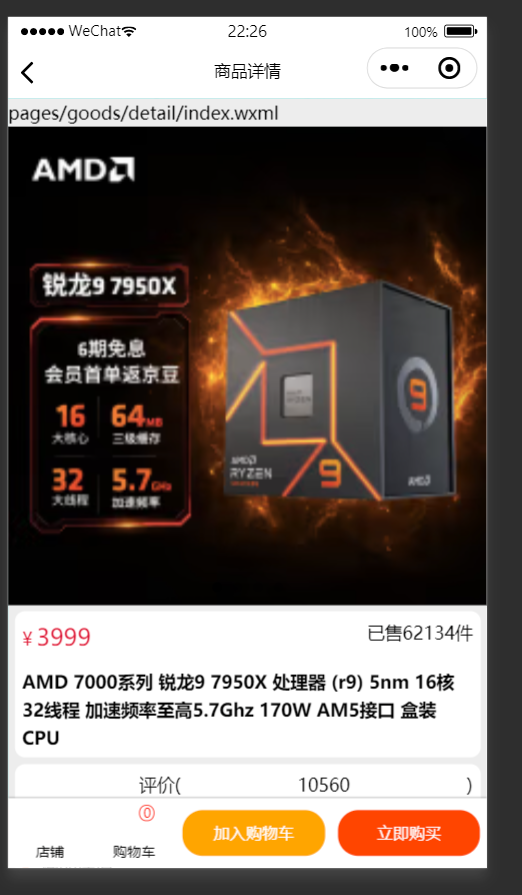 WeChat 22:26 100%
商品详情
pages/goods/detail/index.wxml
AMD
锐龙9 7950X
6期免息
会员首单返京豆
16 64MB
大核心 三级缓存
32 5.7GHz
大线程 加速频率
AMD
RYZEN
9
9
AMD
¥3999 已售62134件
AMD 7000系列 锐龙9 7950X 处理器 (r9) 5nm 16核
32线程 加速频率至高5.7Ghz 170W AM5接口 盒装
CPU
评价( 10560 )
0
店铺 购物车 加入购物车 立即购买